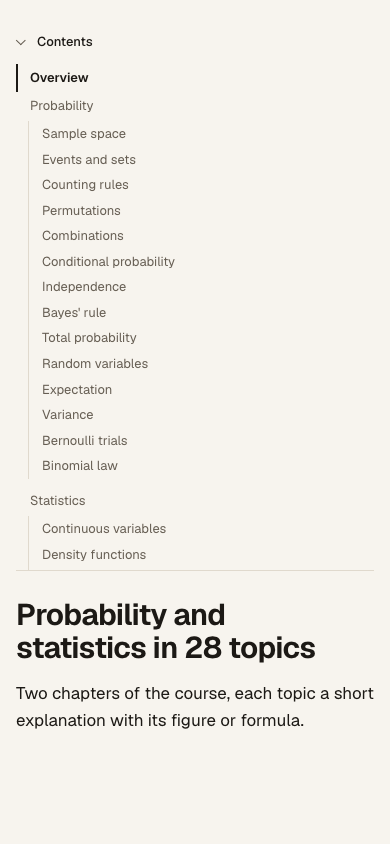 Contents
Overview
Probability
Sample space
Events and sets
Counting rules
Permutations
Combinations
Conditional probability
Independence
Bayes' rule
Total probability
Random variables
Expectation
Variance
Bernoulli trials
Binomial law
Statistics
Continuous variables
Density functions
Probability and
statistics in 28 topics
Two chapters of the course, each topic a short
explanation with its figure or formula.